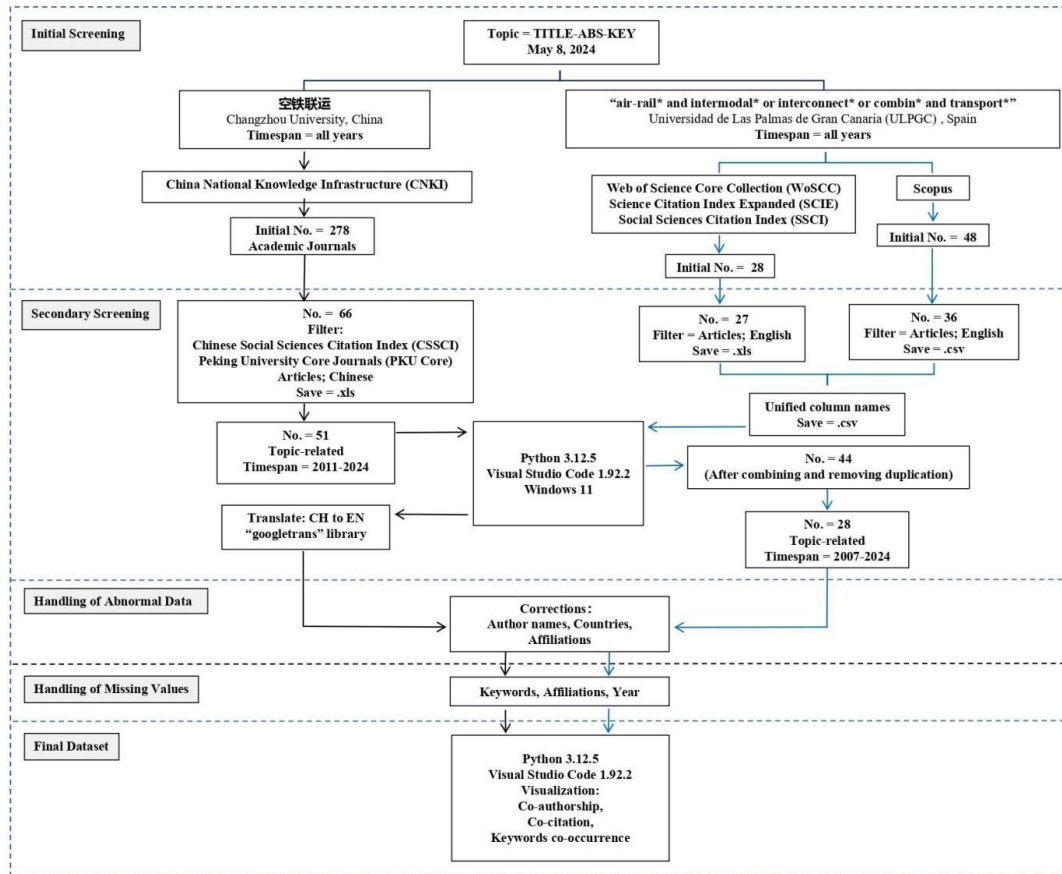 Initial Screening
Topic = TITLE-ABS-KEY
May 8, 2024
空铁联运
Changzhou University, China
Timespan = all years
“air-rail* and intermodal* or interconnect* or combin* and transport*”
Universidad de Las Palmas de Gran Canaria (ULPGC) , Spain
Timespan = all years
China National Knowledge Infrastructure (CNKI)
Web of Science Core Collection (WoSCC)
Science Citation Index Expanded (SCIE)
Social Sciences Citation Index (SSCI)
Scopus
Initial No. = 278
Academic Journals
Initial No. = 28
Initial No. = 48
Secondary Screening
No. = 66
Filter:
Chinese Social Sciences Citation Index (CSSCI)
Peking University Core Journals (PKU Core)
Articles; Chinese
Save = .xls
No. = 27
Filter = Articles; English
Save = .xls
No. = 36
Filter = Articles; English
Save = .csv
Unified column names
Save = .csv
No. = 51
Topic-related
Timespan = 2011-2024
Python 3.12.5
Visual Studio Code 1.92.2
Windows 11
No. = 44
(After combining and removing duplication)
Translate: CH to EN
“googletrans” library
No. = 28
Topic-related
Timespan = 2007-2024
Handling of Abnormal Data
Corrections：
Author names, Countries,
Affiliations
Handling of Missing Values
Keywords, Affiliations, Year
Final Dataset
Python 3.12.5
Visual Studio Code 1.92.2
Visualization:
Co-authorship,
Co-citation,
Keywords co-occurrence